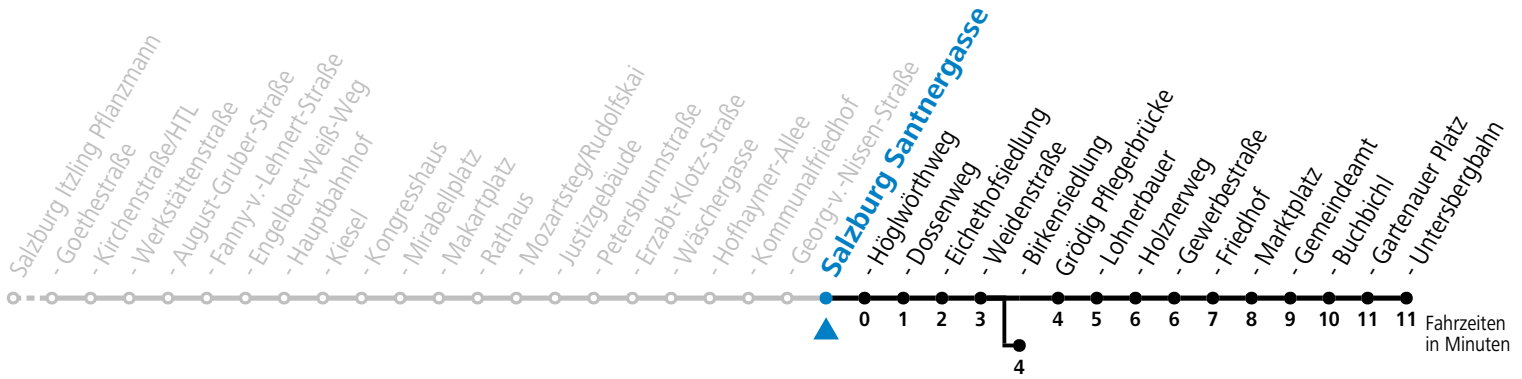 Salzburg Itzling Pflanzmann
- Goethestraße
- Kirchenstraße/HTL
- Werkstättenstraße
- August-Gruber-Straße
- Fanny-v.-Lehnert-Straße
- Engelbert-Weiß-Weg
- Hauptbahnhof
- Kiesel
- Kongresshaus
- Mirabellplatz
- Makartplatz
- Rathaus
- Mozartsteg/Rudolfskai
- Justizgebäude
- Petersbrunnstraße
- Erzabt-Klotz-Straße
- Wäschergasse
- Hofhaymer-Allee
- Kommunalfriedhof
- Georg-v.-Nissen-Straße
Salzburg Santnergasse
- Höglwörthweg
- Dossenweg
- Eichethofsiedlung
- Weidenstraße
- Birkensiedlung
Grödig Pflegerbrücke
- Lohnerbauer
- Holznerweg
- Gewerbestraße
- Friedhof
- Marktplatz
- Gemeindeamt
- Buchbichl
- Gartenauer Platz
- Untersbergbahn
0 1 2 3 4 5 6 6 7 8 9 10 11 11
Fahrzeiten
in Minuten
4